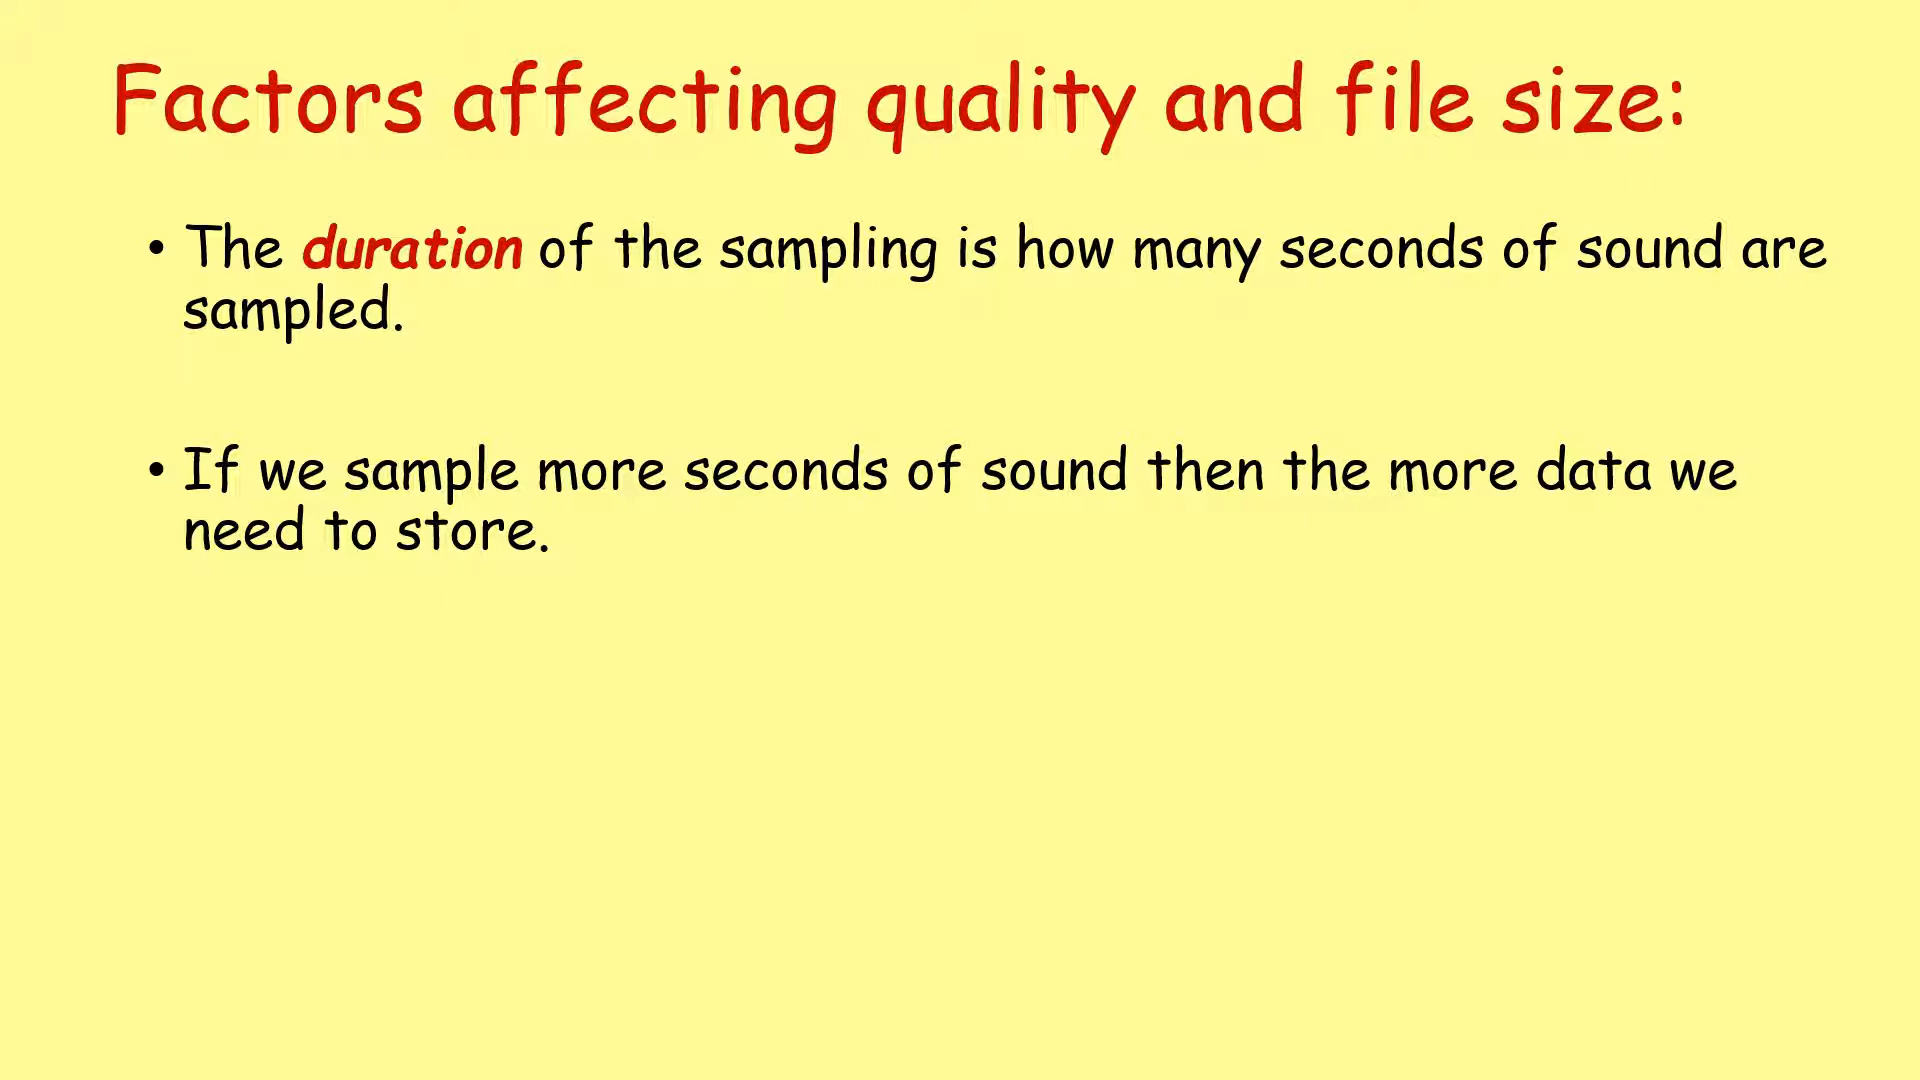 Factors affecting quality and file size:
• The duration of the sampling is how many seconds of sound are
sampled.
• If we sample more seconds of sound then the more data we
need to store.